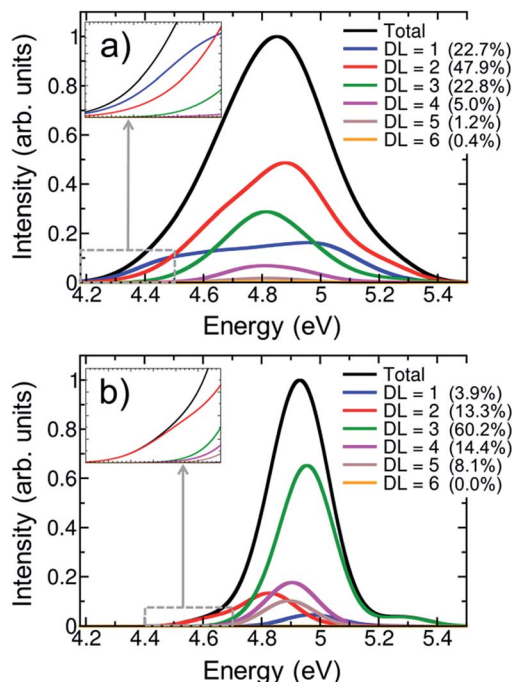 a)
Total
DL = 1 (22.7%)
DL = 2 (47.9%)
DL = 3 (22.8%)
DL = 4 (5.0%)
DL = 5 (1.2%)
DL = 6 (0.4%)
Intensity (arb. units)
1
0.8
0.6
0.4
0.2
0
4.2 4.4 4.6 4.8 5 5.2 5.4
Energy (eV)
b)
Total
DL = 1 (3.9%)
DL = 2 (13.3%)
DL = 3 (60.2%)
DL = 4 (14.4%)
DL = 5 (8.1%)
DL = 6 (0.0%)
Intensity (arb. units)
1
0.8
0.6
0.4
0.2
0
4.2 4.4 4.6 4.8 5 5.2 5.4
Energy (eV)